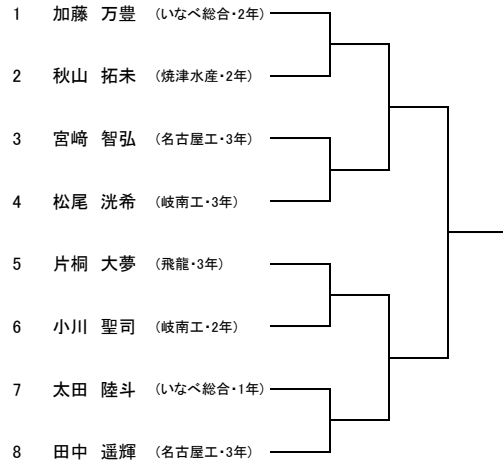 1 加藤 万豊 （いなべ総合・2年）
2 秋山 拓未 （焼津水産・2年）
3 宮﨑 智弘 （名古屋工・3年）
4 松尾 洸希 （岐南工・3年）
5 片桐 大夢 （飛龍・3年）
6 小川 聖司 （岐南工・2年）
7 太田 陸斗 （いなべ総合・1年）
8 田中 遥輝 （名古屋工・3年）